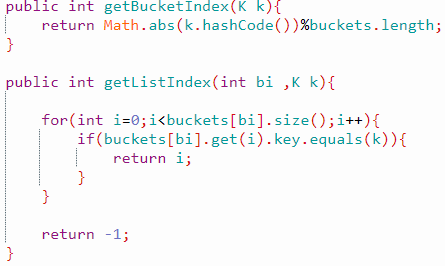 public int getBucketIndex(K k){
    return Math.abs(k.hashCode())%buckets.length;
}

public int getListIndex(int bi ,K k){

    for(int i=0;i<buckets[bi].size();i++){
        if(buckets[bi].get(i).key.equals(k)){
            return i;
        }
    }

    return -1;
}